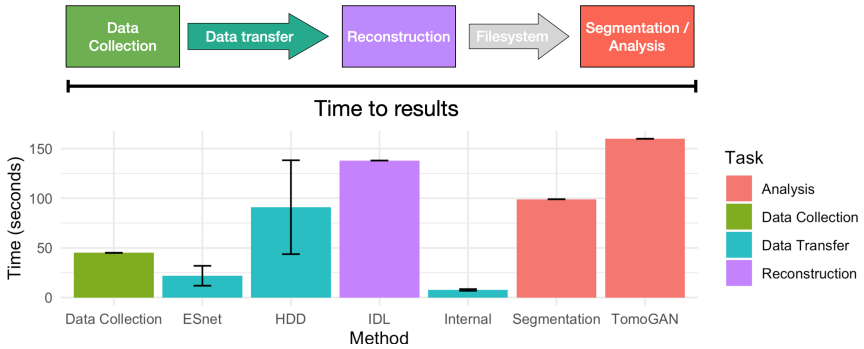 Data
Collection
Data transfer
Reconstruction
Filesystem
Segmentation /
Analysis
Time to results
Time (seconds)
150
100
50
0
Data Collection
ESnet
HDD
IDL
Internal
Segmentation
TomoGAN
Method
Task
Analysis
Data Collection
Data Transfer
Reconstruction